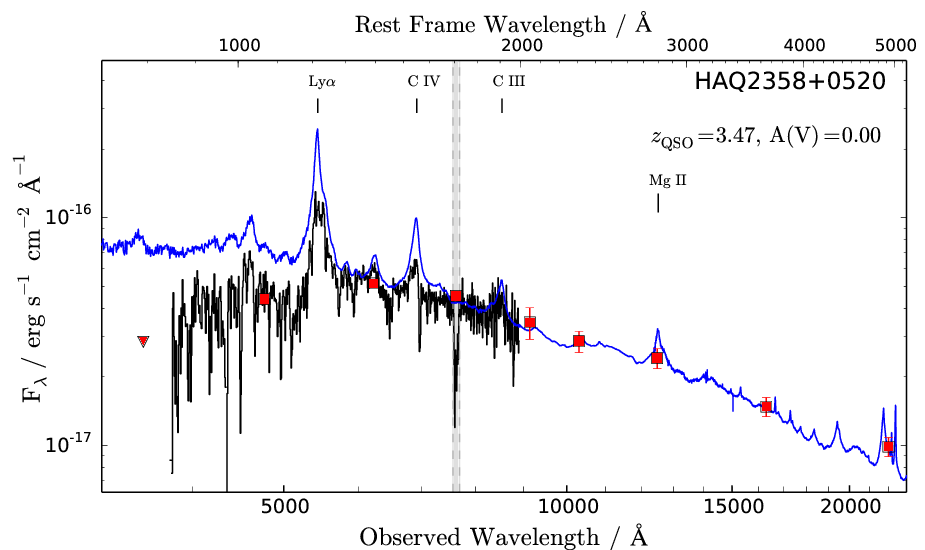 Rest Frame Wavelength / Å
1000 2000 3000 4000 5000
Lyα C IV C III
HAQ2358+0520
z_QSO=3.47, A(V)=0.00
Mg II
F_λ / erg s^−1 cm^−2 Å^−1
10^-16
10^-17
5000 10000 15000 20000
Observed Wavelength / Å